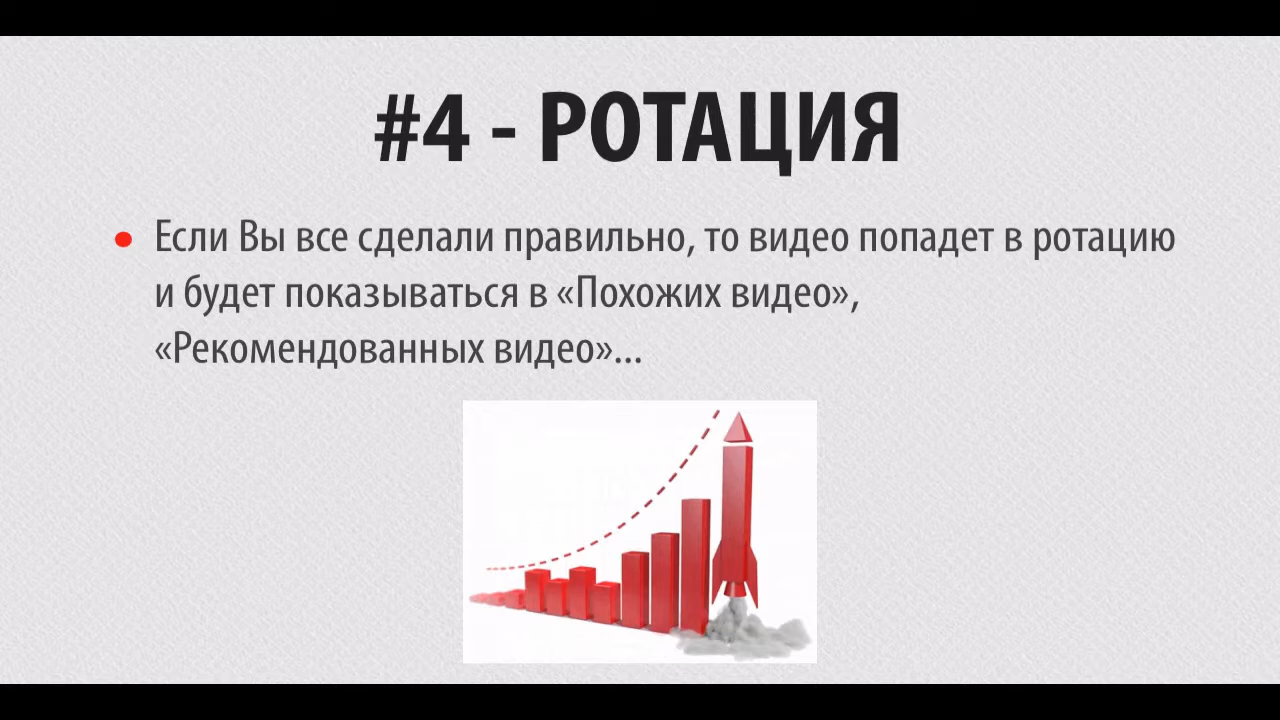 #4 - РОТАЦИЯ
Если Вы все сделали правильно, то видео попадет в ротацию
и будет показываться в «Похожих видео»,
«Рекомендованных видео»...